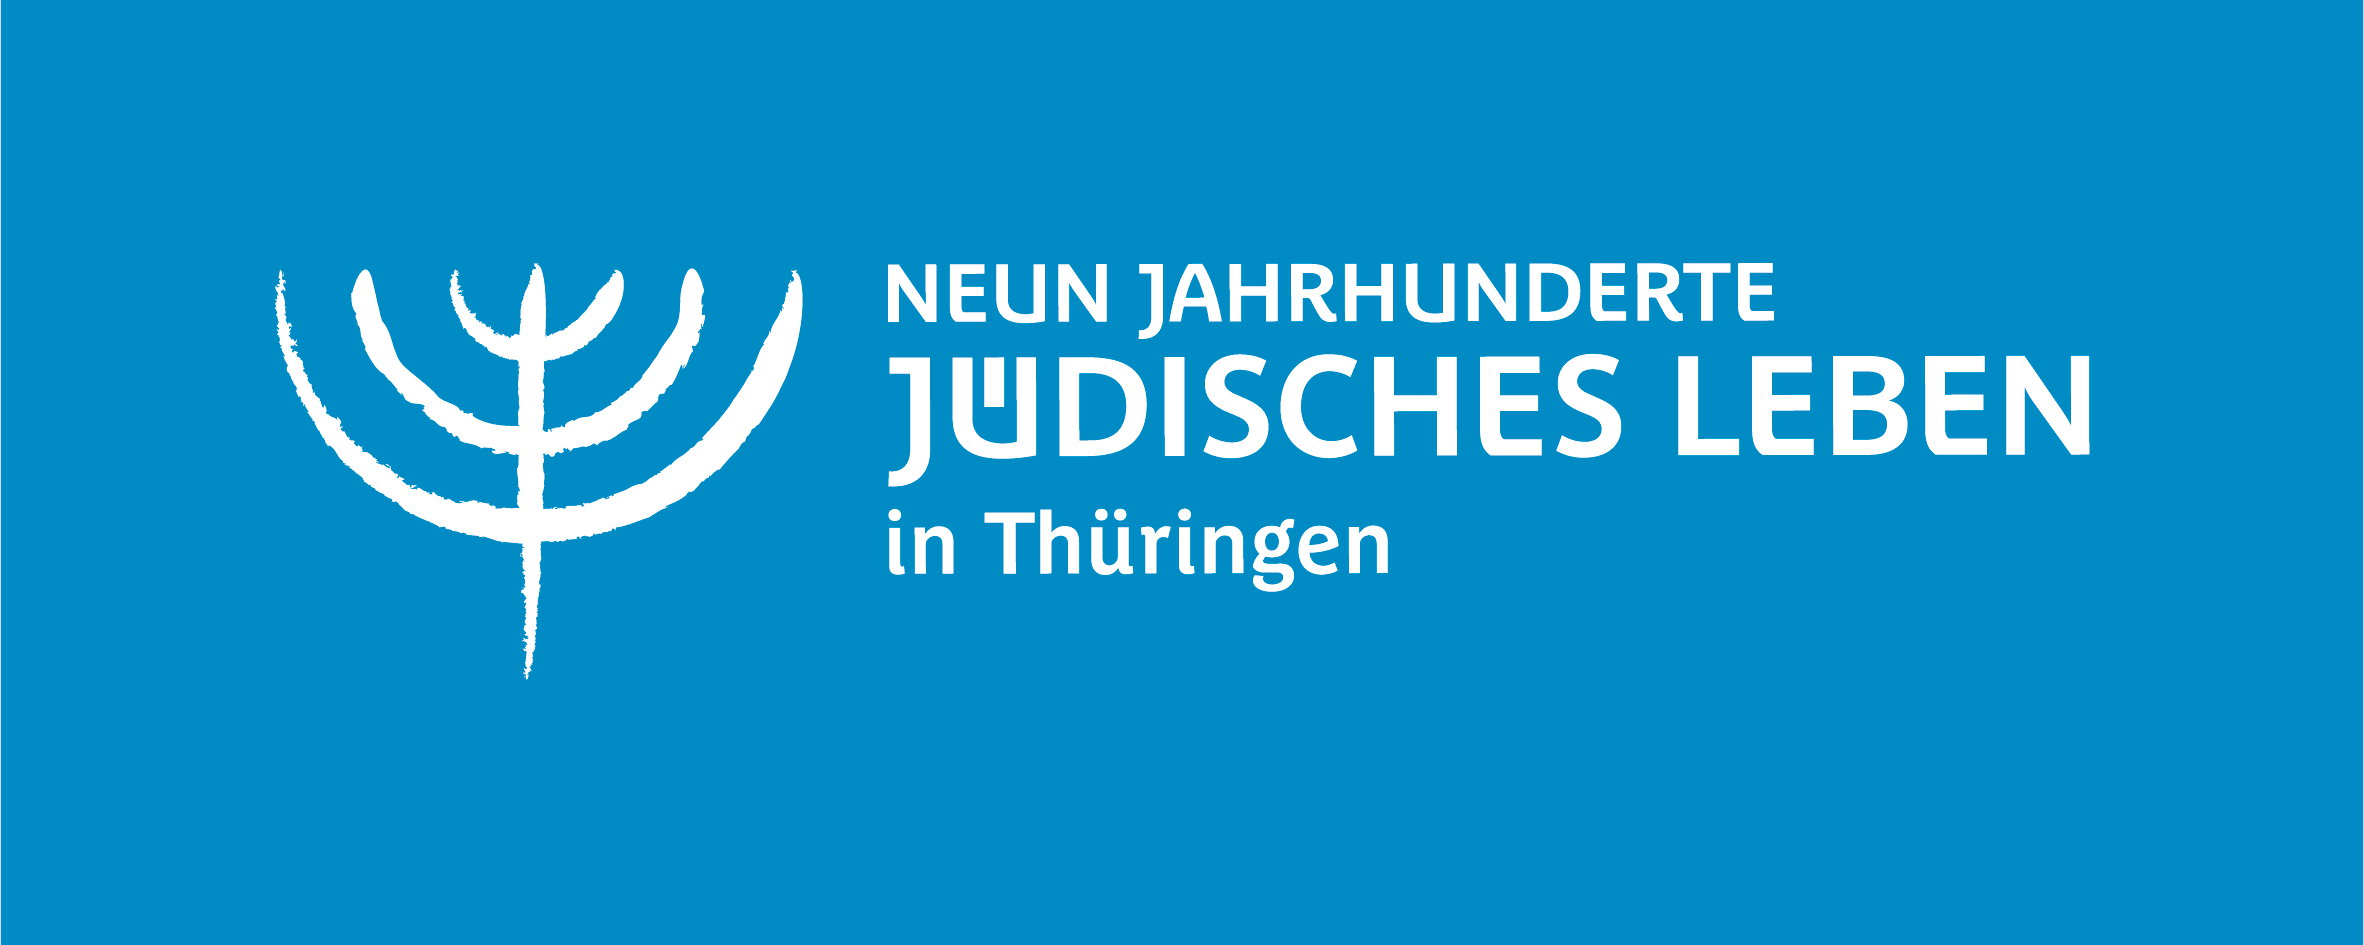 NEUN JAHRHUNDERTE
JÜDISCHES LEBEN
in Thüringen